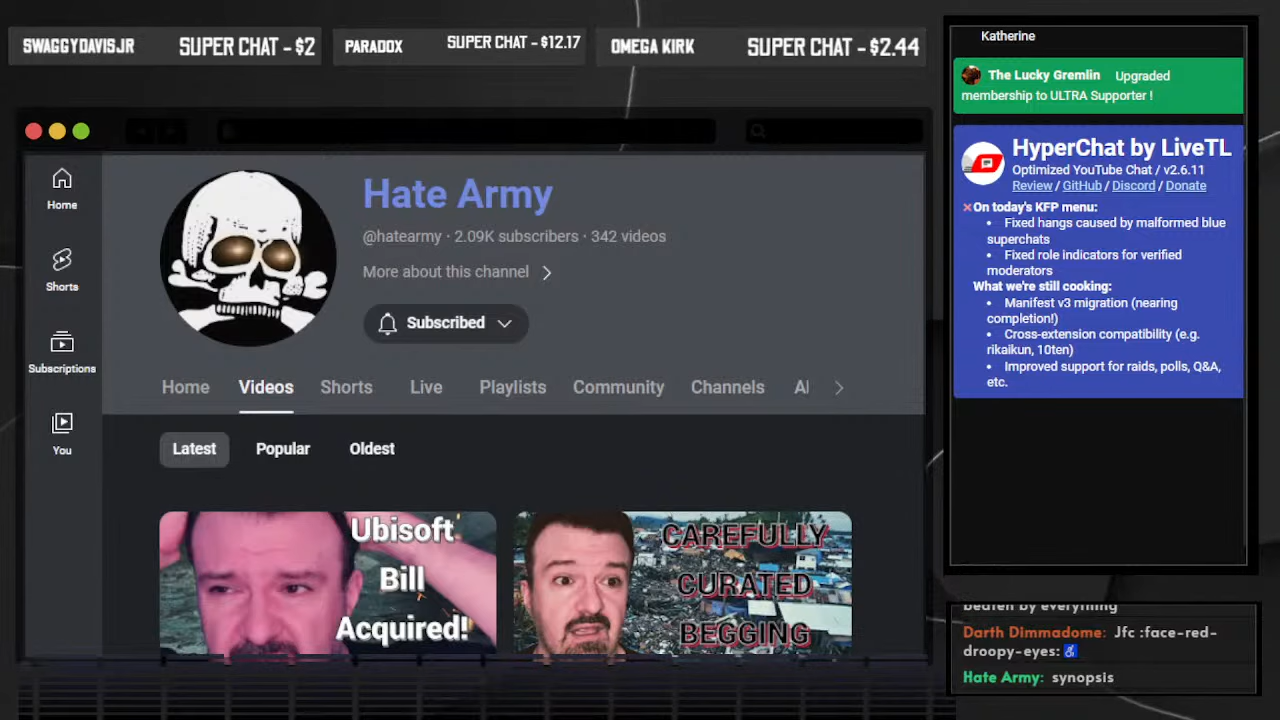 SWAGGYDAVISJR SUPER CHAT - $2
PARADOX SUPER CHAT - $12.17
OMEGA KIRK SUPER CHAT - $2.44
Home
Shorts
Subscriptions
You
Hate Army
@hatearmy · 2.09K subscribers · 342 videos
More about this channel
Subscribed
Home Videos Shorts Live Playlists Community Channels
Latest Popular Oldest
Ubisoft
Bill
Acquired!
CAREFULLY
CURATED
BEGGING
Katherine
The Lucky Gremlin Upgraded
membership to ULTRA Supporter !
HyperChat by LiveTL
Optimized YouTube Chat / v2.6.11
Review / GitHub / Discord / Donate
On today's KFP menu:
• Fixed hangs caused by malformed blue
superchats
• Fixed role indicators for verified
moderators
What we're still cooking:
• Manifest v3 migration (nearing
completion!)
• Cross-extension compatibility (e.g.
rikaikun, 10ten)
• Improved support for raids, polls, Q&A,
etc.
beaten by everything
Darth Dimmadome: Jfc :face-red-
droopy-eyes: ♿
Hate Army: synopsis